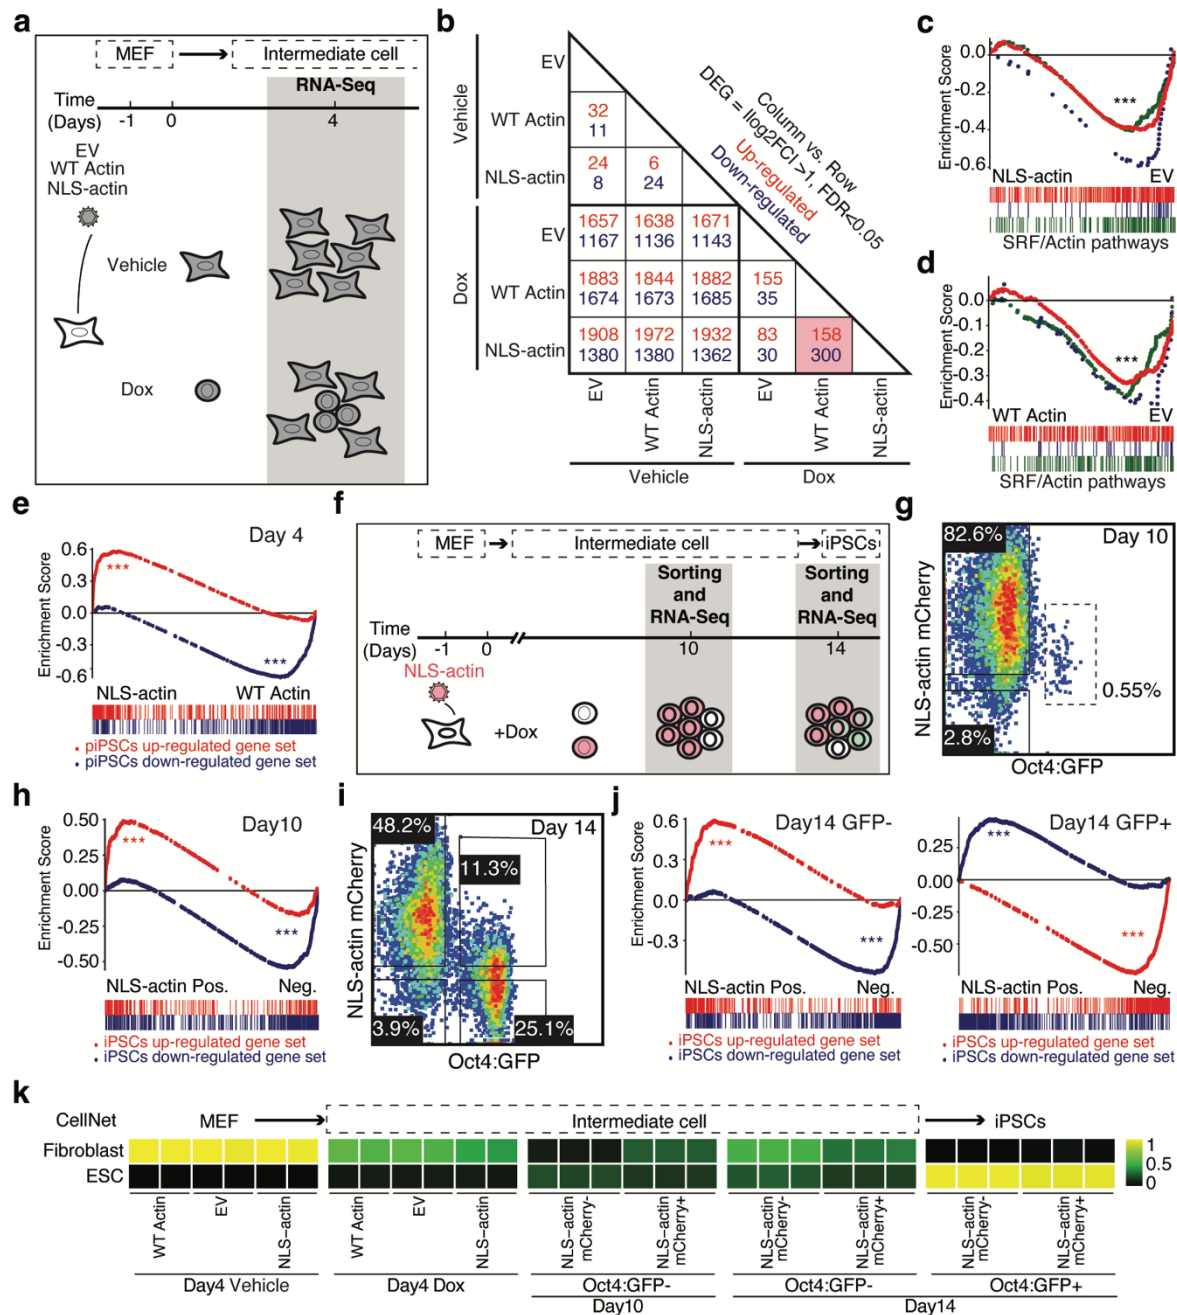 a
MEF
Intermediate cell
RNA-Seq
Time
(Days)
-1
0
4
EV
WT Actin
NLS-actin
Vehicle
Dox
b
Vehicle
Dox
EV
WT Actin
NLS-actin
EV
WT Actin
NLS-actin
32
11
24
8
6
24
1657
1167
1638
1136
1671
1143
1883
1674
1844
1673
1882
1685
155
35
1908
1380
1972
1380
1932
1362
83
30
158
300
Column vs. Row
DEG = |log2FC| >1, FDR<0.05
Up-regulated
Down-regulated
EV
WT Actin
NLS-actin
EV
WT Actin
NLS-actin
Vehicle
Dox
c
Enrichment Score
0.0
-0.2
-0.4
-0.6
***
NLS-actin
EV
SRF/Actin pathways
d
Enrichment Score
0.0
-0.1
-0.2
-0.3
-0.4
***
WT Actin
EV
SRF/Actin pathways
e
Day 4
Enrichment Score
0.6
0.3
0.0
-0.3
-0.6
***
***
NLS-actin
WT Actin
piPSCs up-regulated gene set
piPSCs down-regulated gene set
f
MEF
Intermediate cell
iPSCs
Sorting
and
RNA-Seq
Sorting
and
RNA-Seq
Time
(Days)
-1
0
10
14
NLS-actin
+Dox
g
82.6%
Day 10
0.55%
2.8%
NLS-actin mCherry
Oct4:GFP
h
Day10
Enrichment Score
0.50
0.25
0.00
-0.25
-0.50
***
***
NLS-actin Pos.
Neg.
iPSCs up-regulated gene set
iPSCs down-regulated gene set
i
48.2%
Day 14
11.3%
3.9%
25.1%
NLS-actin mCherry
Oct4:GFP
j
Day14 GFP-
Enrichment Score
0.6
0.3
0.00
-0.3
***
***
NLS-actin Pos.
Neg.
iPSCs up-regulated gene set
iPSCs down-regulated gene set
Day14 GFP+
0.25
0.00
-0.25
-0.50
***
***
NLS-actin Pos.
Neg.
iPSCs up-regulated gene set
iPSCs down-regulated gene set
k
CellNet
MEF
Intermediate cell
iPSCs
Fibroblast
ESC
1
0.5
0
WT Actin
EV
NLS-actin
WT Actin
EV
NLS-actin
NLS-actin
mCherry-
NLS-actin
mCherry+
NLS-actin
mCherry-
NLS-actin
mCherry+
NLS-actin
mCherry-
NLS-actin
mCherry+
Day4 Vehicle
Day4 Dox
Oct4:GFP-
Oct4:GFP-
Oct4:GFP+
Day10
Day14